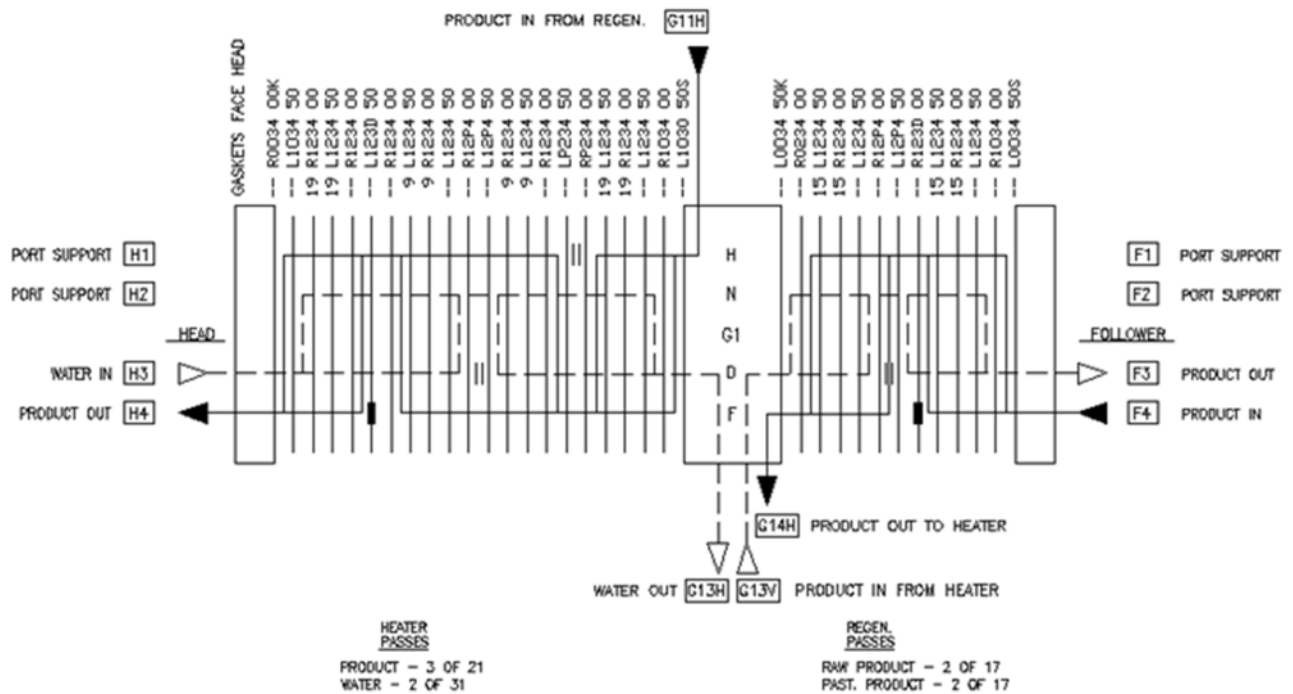 PRODUCT IN FROM REGEN. G11H
GASKETS FACE HEAD
--- R0034 00K
-- L1034 50
19 R1234 00
19 L1234 50
-- R1234 00
-- L123D 50
-- R1234 00
9 L1234 50
9 R1234 00
-- L1234 50
-- R12P4 00
-- L12P4 50
9 R1234 00
9 L1234 50
-- R1234 00
-- LP234 50
-- RP234 00
19 L1234 50
19 R1234 00
-- L1234 50
-- R1034 00
-- L1030 50S
--- L0034 50K
-- R0234 00
15 L1234 50
15 R1234 00
-- L1234 50
-- R12P4 00
-- L12P4 50
-- R123D 00
15 L1234 50
15 R1234 00
-- L1234 50
-- R1034 00
-- L0034 50S
PORT SUPPORT H1
PORT SUPPORT H2
HEAD
WATER IN H3
PRODUCT OUT H4
H
N
G1
D
F
F1 PORT SUPPORT
F2 PORT SUPPORT
FOLLOWER
F3 PRODUCT OUT
F4 PRODUCT IN
G14H PRODUCT OUT TO HEATER
WATER OUT G13H G13V PRODUCT IN FROM HEATER
HEATER
PASSES
PRODUCT - 3 OF 21
WATER - 2 OF 31
REGEN.
PASSES
RAW PRODUCT - 2 OF 17
PAST. PRODUCT - 2 OF 17